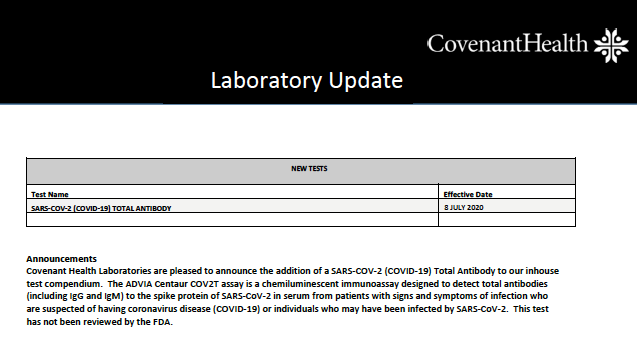 CovenantHealth
Laboratory Update
NEW TESTS
Test Name Effective Date
SARS-COV-2 (COVID-19) TOTAL ANTIBODY 8 JULY 2020
Announcements
Covenant Health Laboratories are pleased to announce the addition of a SARS-COV-2 (COVID-19) Total Antibody to our inhouse
test compendium. The ADVIA Centaur COV2T assay is a chemiluminescent immunoassay designed to detect total antibodies
(including IgG and IgM) to the spike protein of SARS-CoV-2 in serum from patients with signs and symptoms of infection who
are suspected of having coronavirus disease (COVID-19) or individuals who may have been infected by SARS-CoV-2. This test
has not been reviewed by the FDA.